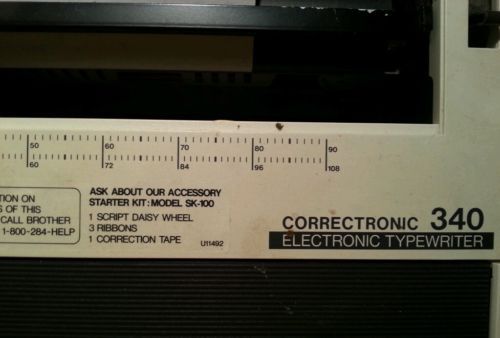 50 60 70 80 90
60 72 84 96 108
TION ON
S OF THIS
CALL BROTHER
1-800-284-HELP
ASK ABOUT OUR ACCESSORY
STARTER KIT: MODEL SK-100
1 SCRIPT DAISY WHEEL
3 RIBBONS
1 CORRECTION TAPE
U11492
CORRECTRONIC 340
ELECTRONIC TYPEWRITER